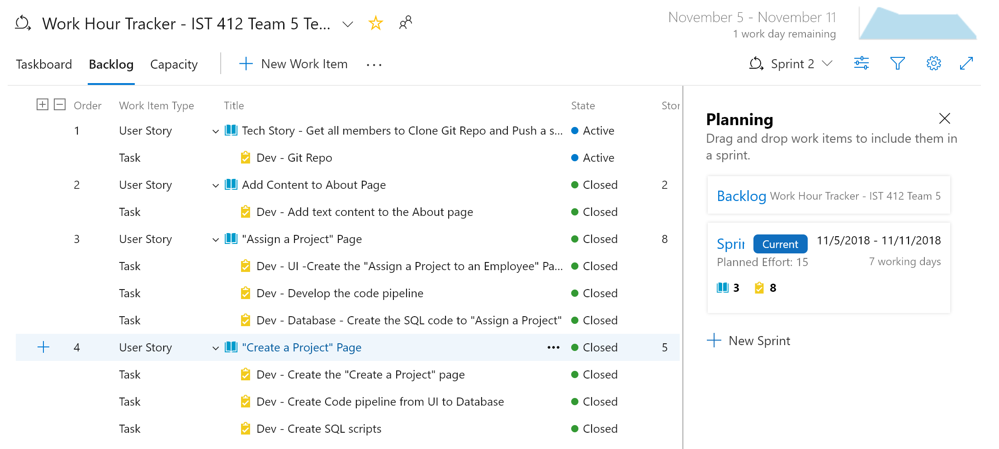 Work Hour Tracker - IST 412 Team 5 Te...
November 5 - November 11
1 work day remaining
Taskboard Backlog Capacity New Work Item ...
Sprint 2
Order Work Item Type Title State Stor
1 User Story Tech Story - Get all members to Clone Git Repo and Push a s... Active
Task Dev - Git Repo Active
2 User Story Add Content to About Page Closed 2
Task Dev - Add text content to the About page Closed
3 User Story "Assign a Project" Page Closed 8
Task Dev - UI -Create the "Assign a Project to an Employee" Pa... Closed
Task Dev - Develop the code pipeline Closed
Task Dev - Database - Create the SQL code to "Assign a Project" Closed
4 User Story "Create a Project" Page ... Closed 5
Task Dev - Create the "Create a Project" page Closed
Task Dev - Create Code pipeline from UI to Database Closed
Task Dev - Create SQL scripts Closed
Planning
Drag and drop work items to include them in
a sprint.
Backlog Work Hour Tracker - IST 412 Team 5
Sprin Current 11/5/2018 - 11/11/2018
Planned Effort: 15 7 working days
3 8
New Sprint